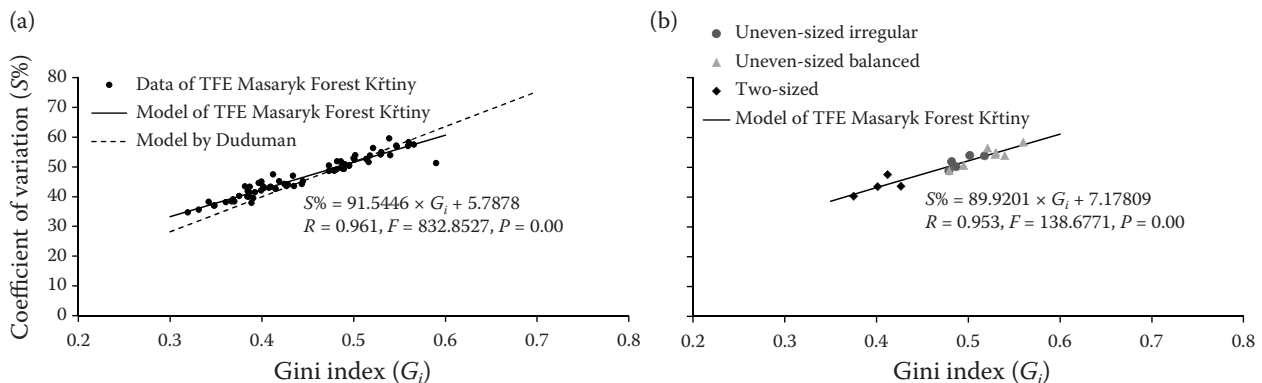 (a)
Coefficient of variation (S%)
80
70
60
50
40
30
20
10
0
Data of TFE Masaryk Forest Křtiny
Model of TFE Masaryk Forest Křtiny
Model by Duduman
S% = 91.5446 × Gᵢ + 5.7878
R = 0.961, F = 832.8527, P = 0.00
0.2 0.3 0.4 0.5 0.6 0.7 0.8
Gini index (Gᵢ)
(b)
Uneven-sized irregular
Uneven-sized balanced
Two-sized
Model of TFE Masaryk Forest Křtiny
S% = 89.9201 × Gᵢ + 7.17809
R = 0.953, F = 138.6771, P = 0.00
0.2 0.3 0.4 0.5 0.6 0.7 0.8
Gini index (Gᵢ)